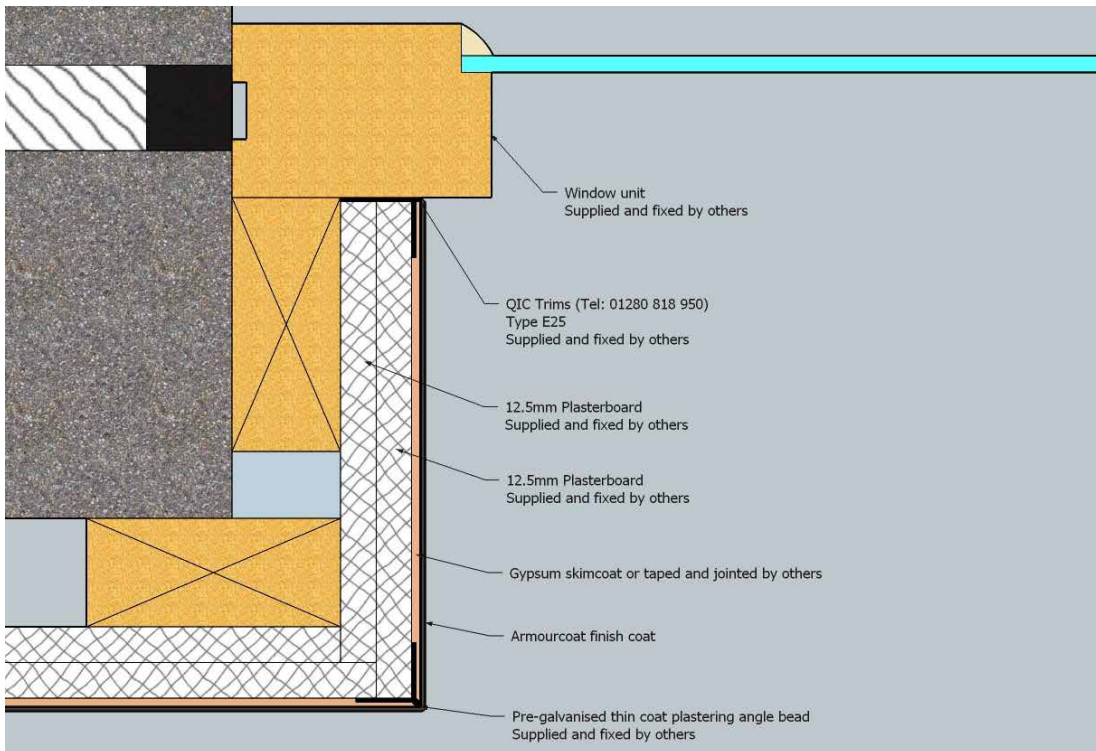 Window unit
Supplied and fixed by others
QIC Trims (Tel: 01280 818 950)
Type E25
Supplied and fixed by others
12.5mm Plasterboard
Supplied and fixed by others
12.5mm Plasterboard
Supplied and fixed by others
Gypsum skimcoat or taped and jointed by others
Armourcoat finish coat
Pre-galvanised thin coat plastering angle bead
Supplied and fixed by others